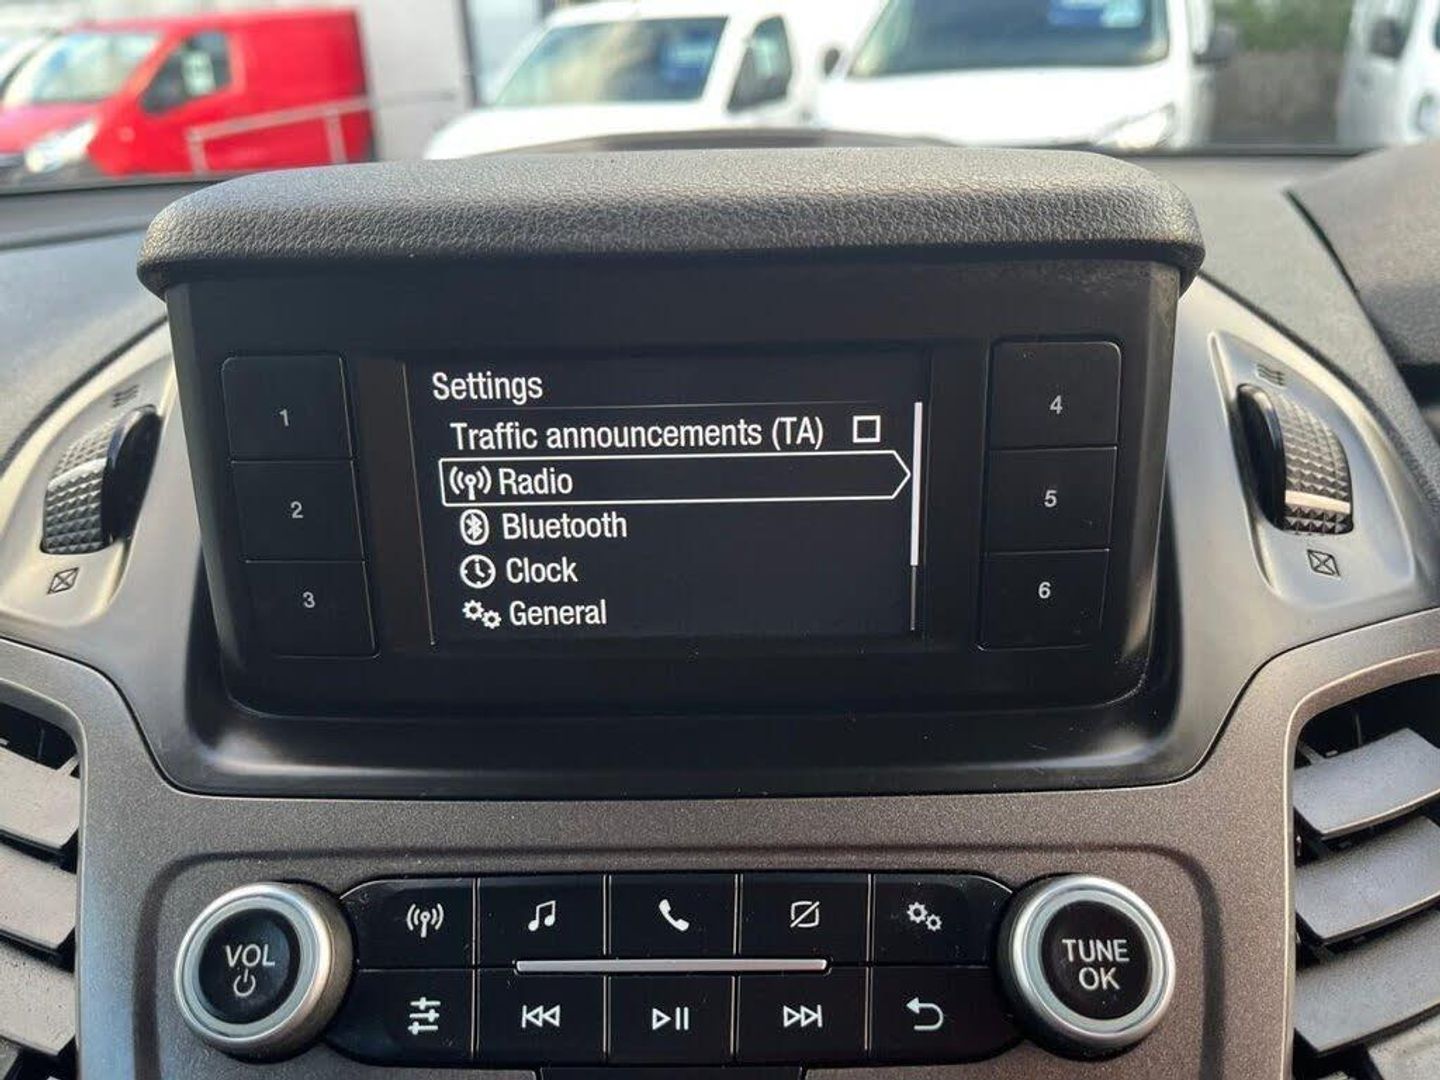 Settings
Traffic announcements (TA)
Radio
Bluetooth
Clock
General
1
2
3
4
5
6
VOL
TUNE
OK